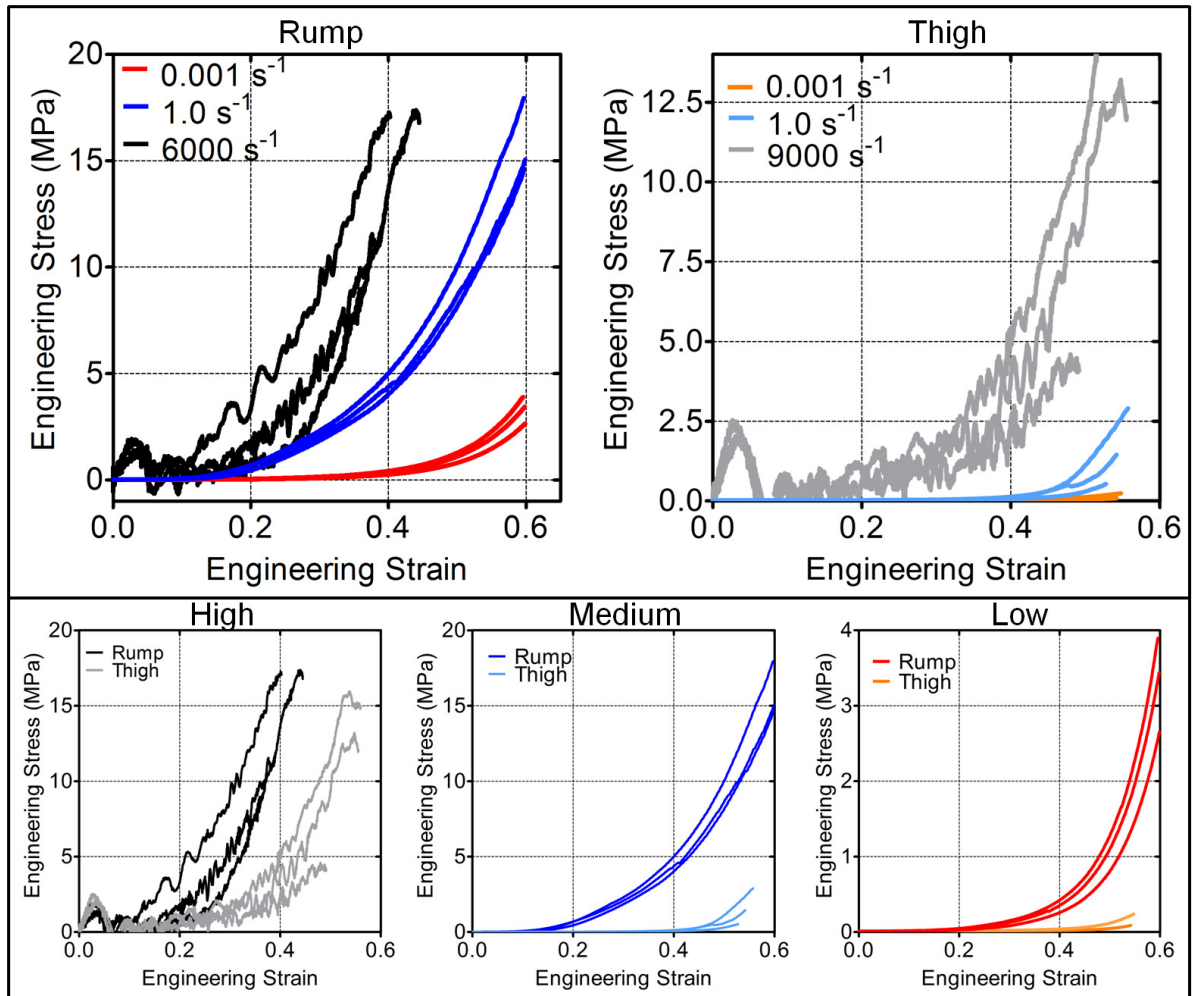 Rump
20
15
10
5
0
0.0 0.2 0.4 0.6
Engineering Stress (MPa)
Engineering Strain
0.001 s⁻¹
1.0 s⁻¹
6000 s⁻¹
Thigh
12.5
10.0
7.5
5.0
2.5
0.0
0.0 0.2 0.4 0.6
Engineering Stress (MPa)
Engineering Strain
0.001 s⁻¹
1.0 s⁻¹
9000 s⁻¹
High
20
15
10
5
0
0.0 0.2 0.4 0.6
Engineering Stress (MPa)
Engineering Strain
Rump
Thigh
Medium
20
15
10
5
0
0.0 0.2 0.4 0.6
Engineering Stress (MPa)
Engineering Strain
Rump
Thigh
Low
4
3
2
1
0
0.0 0.2 0.4 0.6
Engineering Stress (MPa)
Engineering Strain
Rump
Thigh